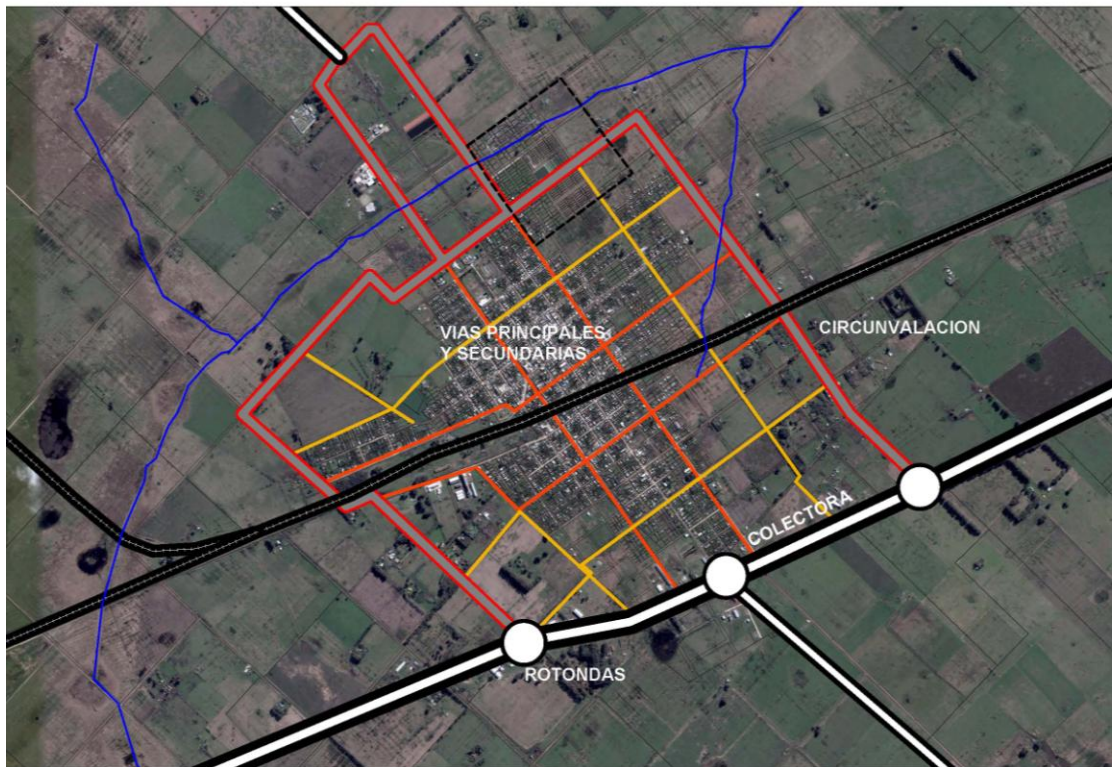 VIAS PRINCIPALES
Y SECUNDARIAS
CIRCUNVALACION
COLECTORA
ROTONDAS